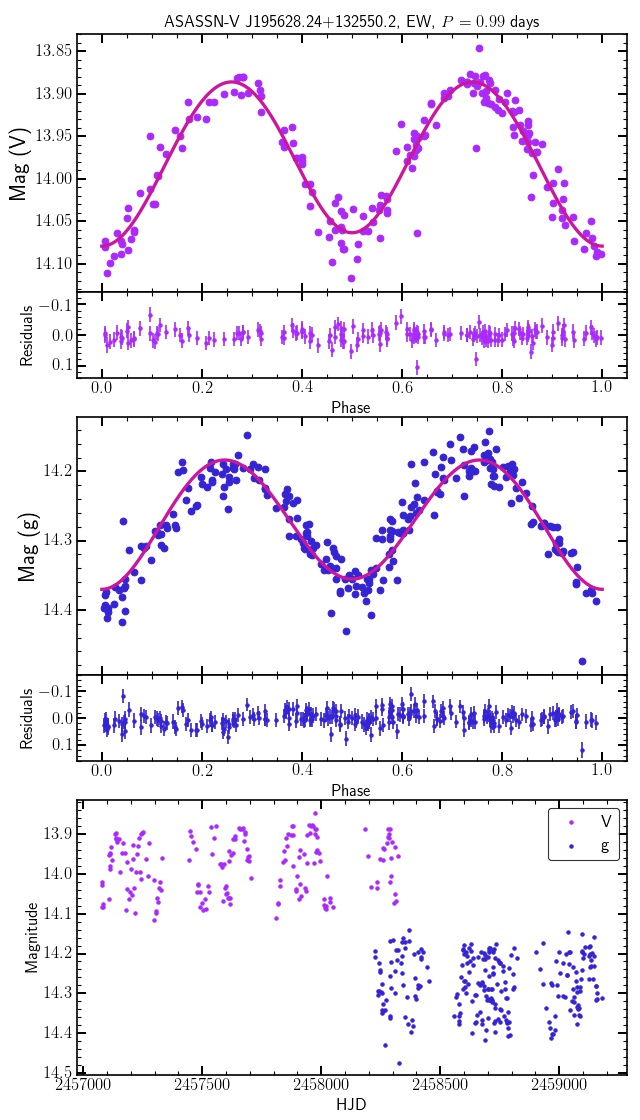 ASASSN-V J195628.24+132550.2, EW, P = 0.99 days
13.85
13.90
13.95
14.00
14.05
14.10
Mag (V)
−0.1
0.0
0.1
Residuals
0.0 0.2 0.4 0.6 0.8 1.0
Phase
14.2
14.3
14.4
Mag (g)
−0.1
0.0
0.1
Residuals
0.0 0.2 0.4 0.6 0.8 1.0
Phase
V
g
13.9
14.0
14.1
14.2
14.3
14.4
14.5
Magnitude
2457000 2457500 2458000 2458500 2459000
HJD